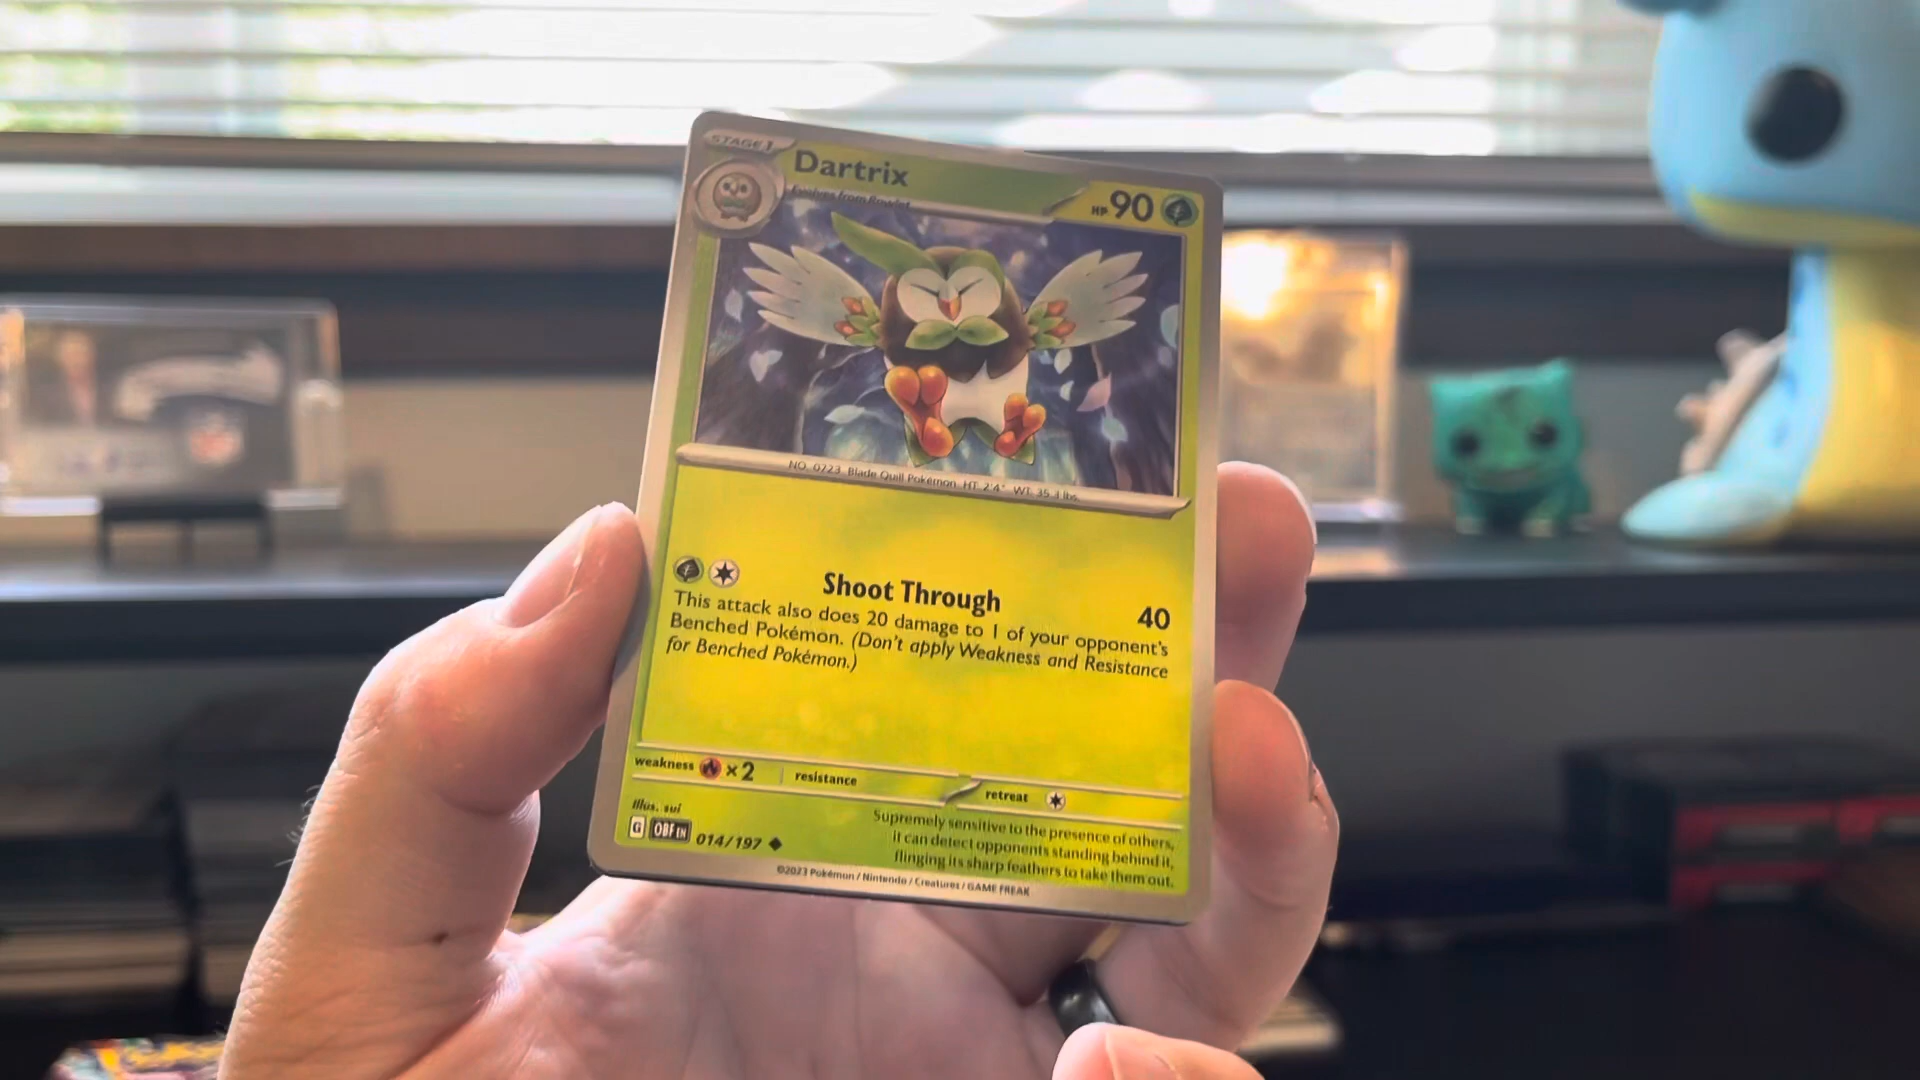 STAGE 1
Dartrix
HP 90
Evolves from Rowlet
NO. 0723 Blade Quill Pokémon HT: 2'4" WT: 35.3 lbs.
Shoot Through 40
This attack also does 20 damage to 1 of your opponent's
Benched Pokémon. (Don't apply Weakness and Resistance
for Benched Pokémon.)
weakness ×2 resistance retreat
Illus. sui
G OBF EN 014/197
Supremely sensitive to the presence of others,
it can detect opponents standing behind it,
flinging its sharp feathers to take them out.
©2023 Pokémon / Nintendo / Creatures / GAME FREAK
NFL